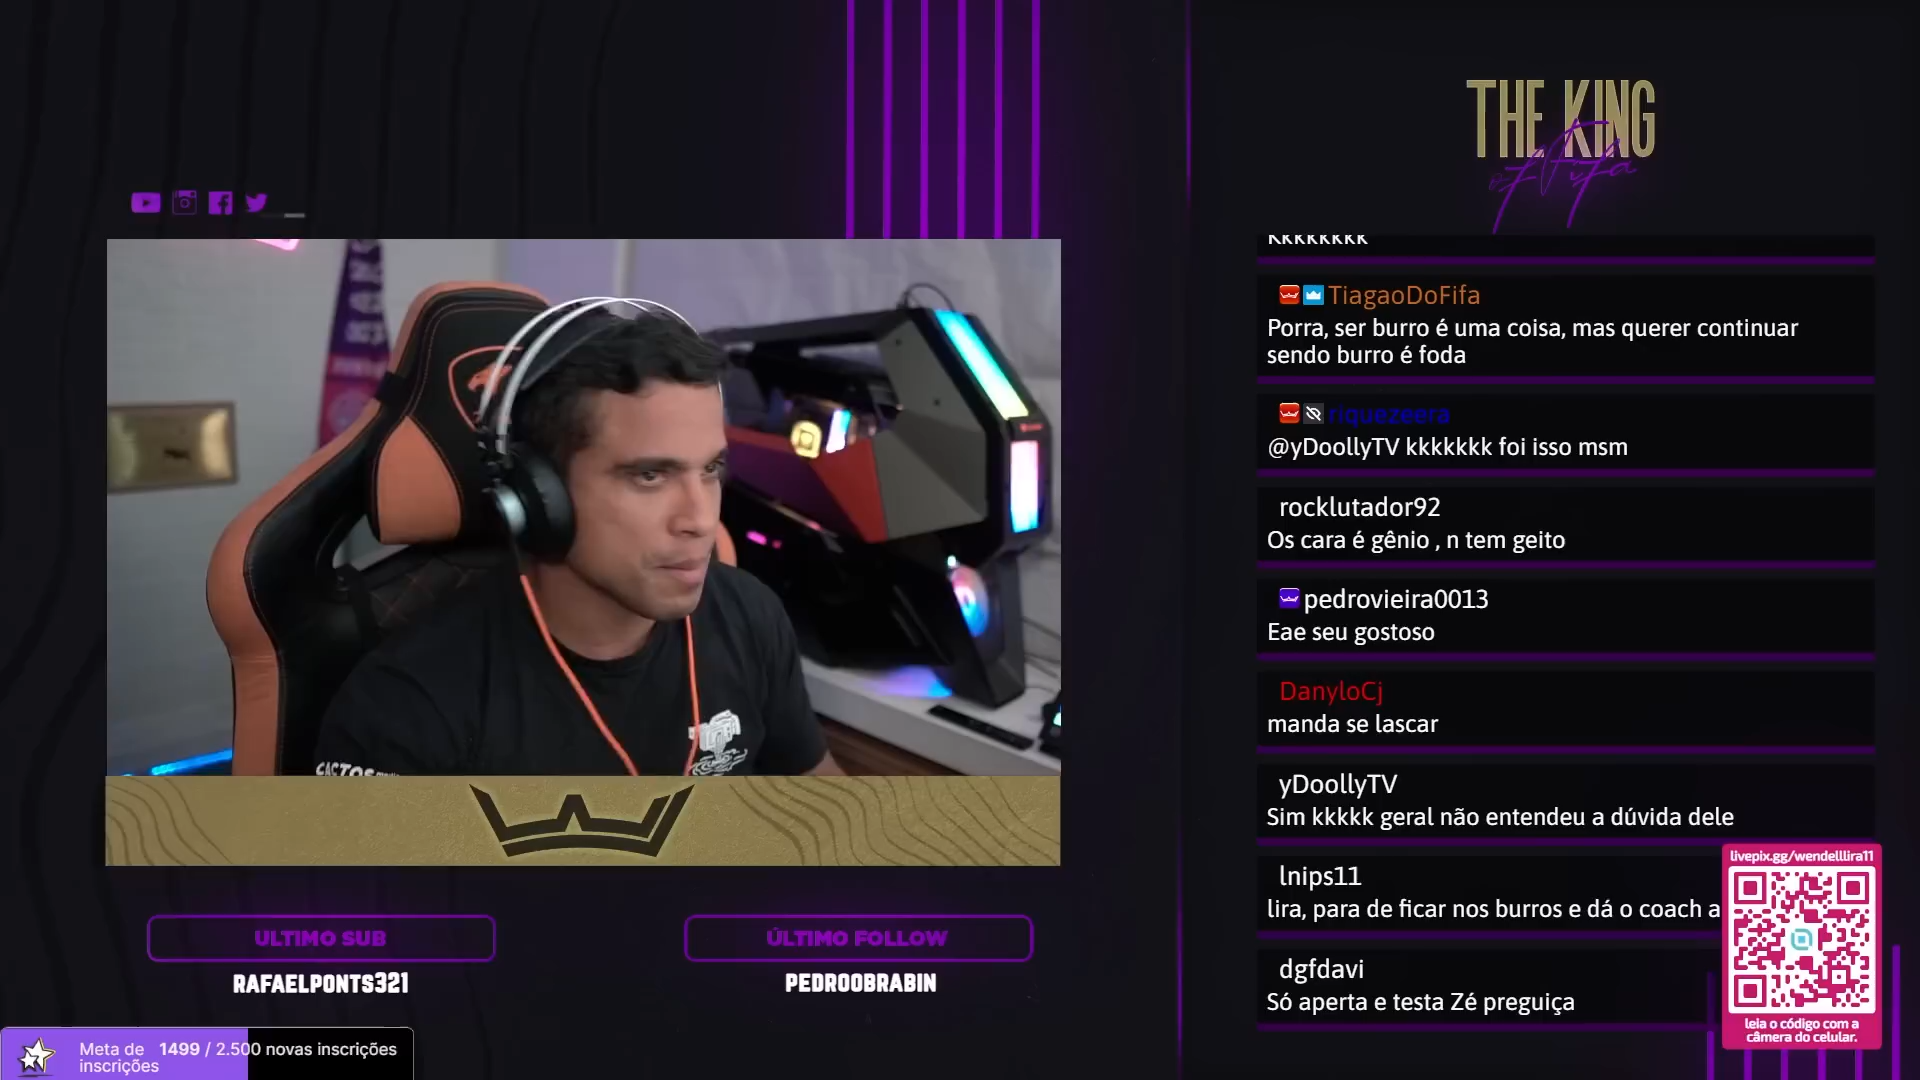 THE KING
of Fifa
Kkkkkkkk
TiagaoDoFifa
Porra, ser burro é uma coisa, mas querer continuar
sendo burro é foda
riquezeera
@yDoollyTV kkkkkkk foi isso msm
rocklutador92
Os cara é gênio , n tem geito
pedrovieira0013
Eae seu gostoso
DanyloCj
manda se lascar
yDoollyTV
Sim kkkkk geral não entendeu a dúvida dele
lnips11
lira, para de ficar nos burros e dá o coach a
dgfdavi
Só aperta e testa Zé preguiça
livepix.gg/wendelllira11
leia o código com a
câmera do celular.
CACTOS
ULTIMO SUB
RAFAELPONTS321
ÚLTIMO FOLLOW
PEDROOBRABIN
Meta de inscrições
1499 / 2.500 novas inscrições